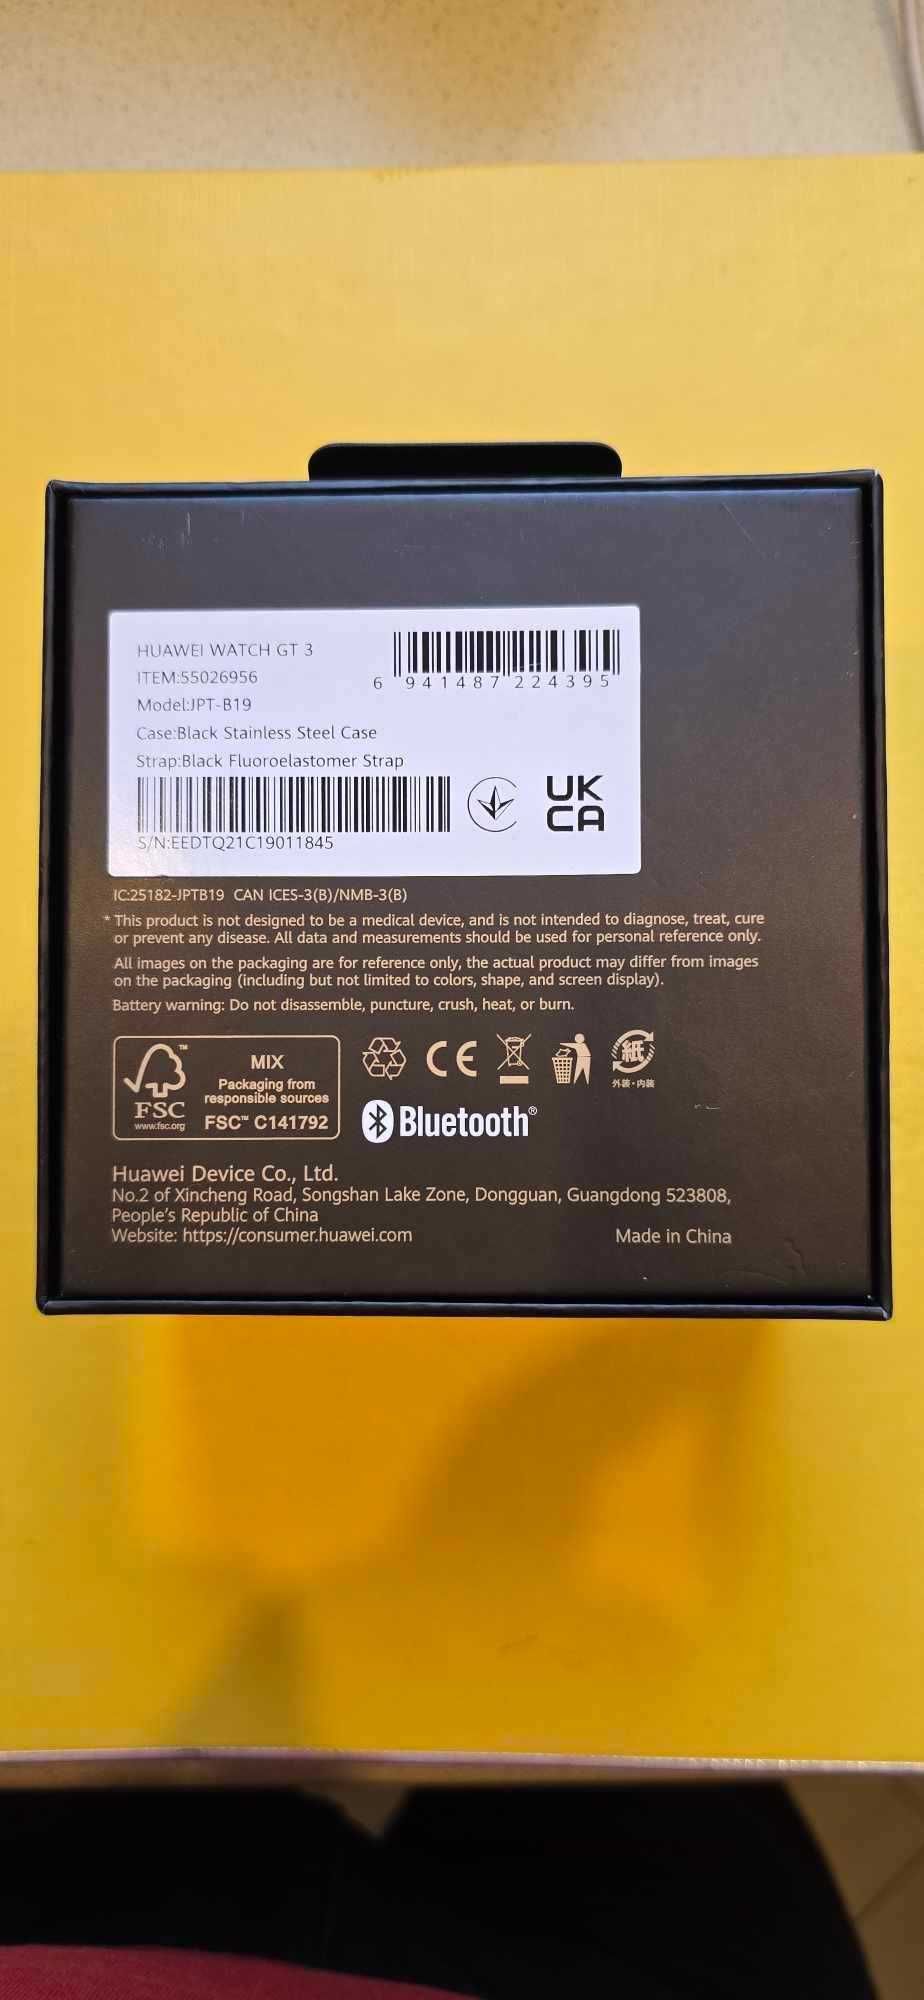 HUAWEI WATCH GT 3
ITEM:55026956
Model:JPT-B19
Case:Black Stainless Steel Case
Strap:Black Fluoroelastomer Strap
6 941487 224395
S/N:EEDTQ21C19011845
UK
CA
IC:25182-JPTB19 CAN ICES-3(B)/NMB-3(B)
* This product is not designed to be a medical device, and is not intended to diagnose, treat, cure
or prevent any disease. All data and measurements should be used for personal reference only.
All images on the packaging are for reference only, the actual product may differ from images
on the packaging (including but not limited to colors, shape, and screen display).
Battery warning: Do not disassemble, puncture, crush, heat, or burn.
FSC
www.fsc.org
MIX
Packaging from
responsible sources
FSC™ C141792
CE
紙
外装・内装
Bluetooth®
Huawei Device Co., Ltd.
No.2 of Xincheng Road, Songshan Lake Zone, Dongguan, Guangdong 523808,
People's Republic of China
Website: https://consumer.huawei.com
Made in China